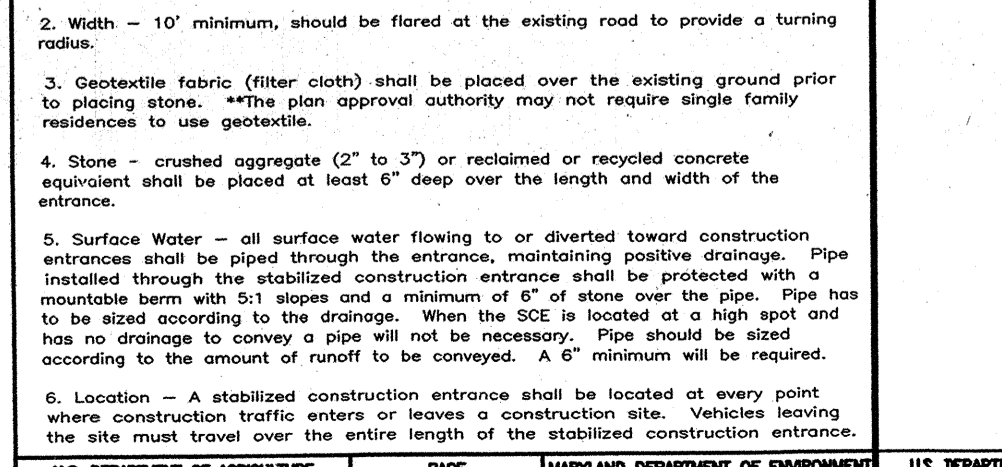 2. Width – 10' minimum, should be flared at the existing road to provide a turning
radius.
3. Geotextile fabric (filter cloth) shall be placed over the existing ground prior
to placing stone. **The plan approval authority may not require single family
residences to use geotextile.
4. Stone – crushed aggregate (2" to 3") or reclaimed or recycled concrete
equivalent shall be placed at least 6" deep over the length and width of the
entrance.
5. Surface Water – all surface water flowing to or diverted toward construction
entrances shall be piped through the entrance, maintaining positive drainage. Pipe
installed through the stabilized construction entrance shall be protected with a
mountable berm with 5:1 slopes and a minimum of 6" of stone over the pipe. Pipe has
to be sized according to the drainage. When the SCE is located at a high spot and
has no drainage to convey a pipe will not be necessary. Pipe should be sized
according to the amount of runoff to be conveyed. A 6" minimum will be required.
6. Location – A stabilized construction entrance shall be located at every point
where construction traffic enters or leaves a construction site. Vehicles leaving
the site must travel over the entire length of the stabilized construction entrance.
U.S. DEPARTMENT OF AGRICULTURE PAGE MARYLAND DEPARTMENT OF ENVIRONMENT U.S. DEPART